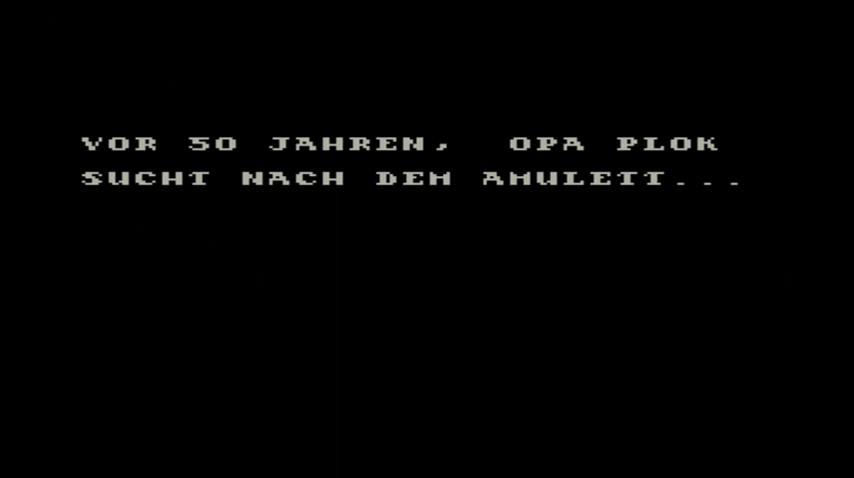 VOR 50 JAHREN, OPA PLOK
SUCHT NACH DEM AMULETT...